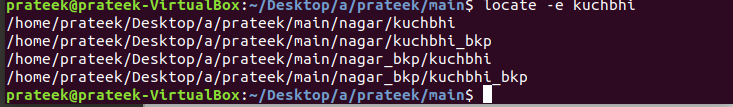 prateek@prateek-VirtualBox:~/Desktop/a/prateek/main$ locate -e kuchbhi
/home/prateek/Desktop/a/prateek/main/nagar/kuchbhi
/home/prateek/Desktop/a/prateek/main/nagar/kuchbhi_bkp
/home/prateek/Desktop/a/prateek/main/nagar_bkp/kuchbhi
/home/prateek/Desktop/a/prateek/main/nagar_bkp/kuchbhi_bkp
prateek@prateek-VirtualBox:~/Desktop/a/prateek/main$